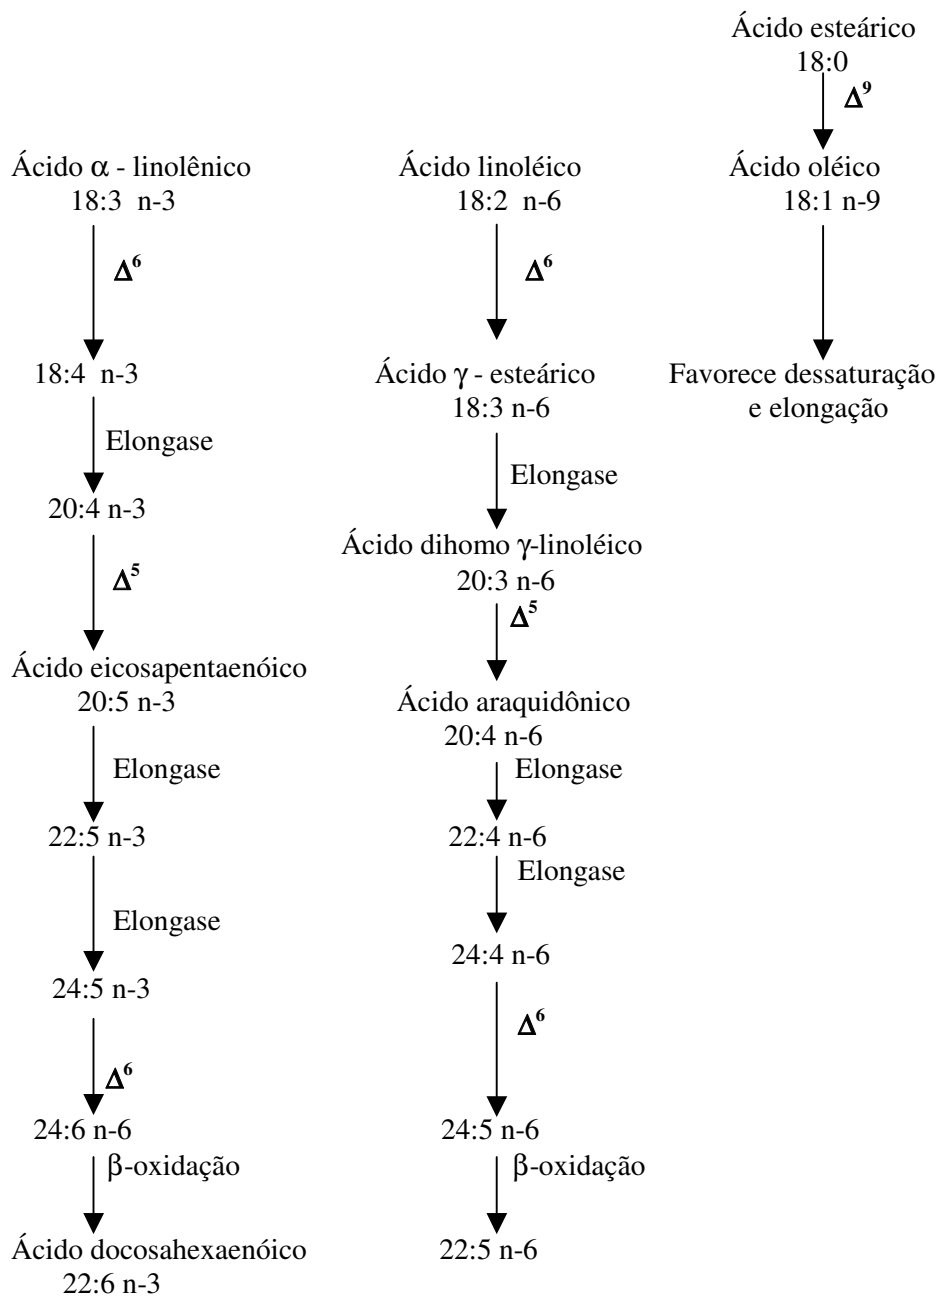 Ácido esteárico
18:0
Δ⁹
Ácido α - linolênico
18:3 n-3
Δ⁶
18:4 n-3
Elongase
20:4 n-3
Δ⁵
Ácido eicosapentaenóico
20:5 n-3
Elongase
22:5 n-3
Elongase
24:5 n-3
Δ⁶
24:6 n-6
β-oxidação
Ácido docosahexaenóico
22:6 n-3
Ácido linoléico
18:2 n-6
Δ⁶
Ácido γ - esteárico
18:3 n-6
Elongase
Ácido dihomo γ-linoléico
20:3 n-6
Δ⁵
Ácido araquidônico
20:4 n-6
Elongase
22:4 n-6
Elongase
24:4 n-6
Δ⁶
24:5 n-6
β-oxidação
22:5 n-6
Ácido oléico
18:1 n-9
Favorece dessaturação
e elongação